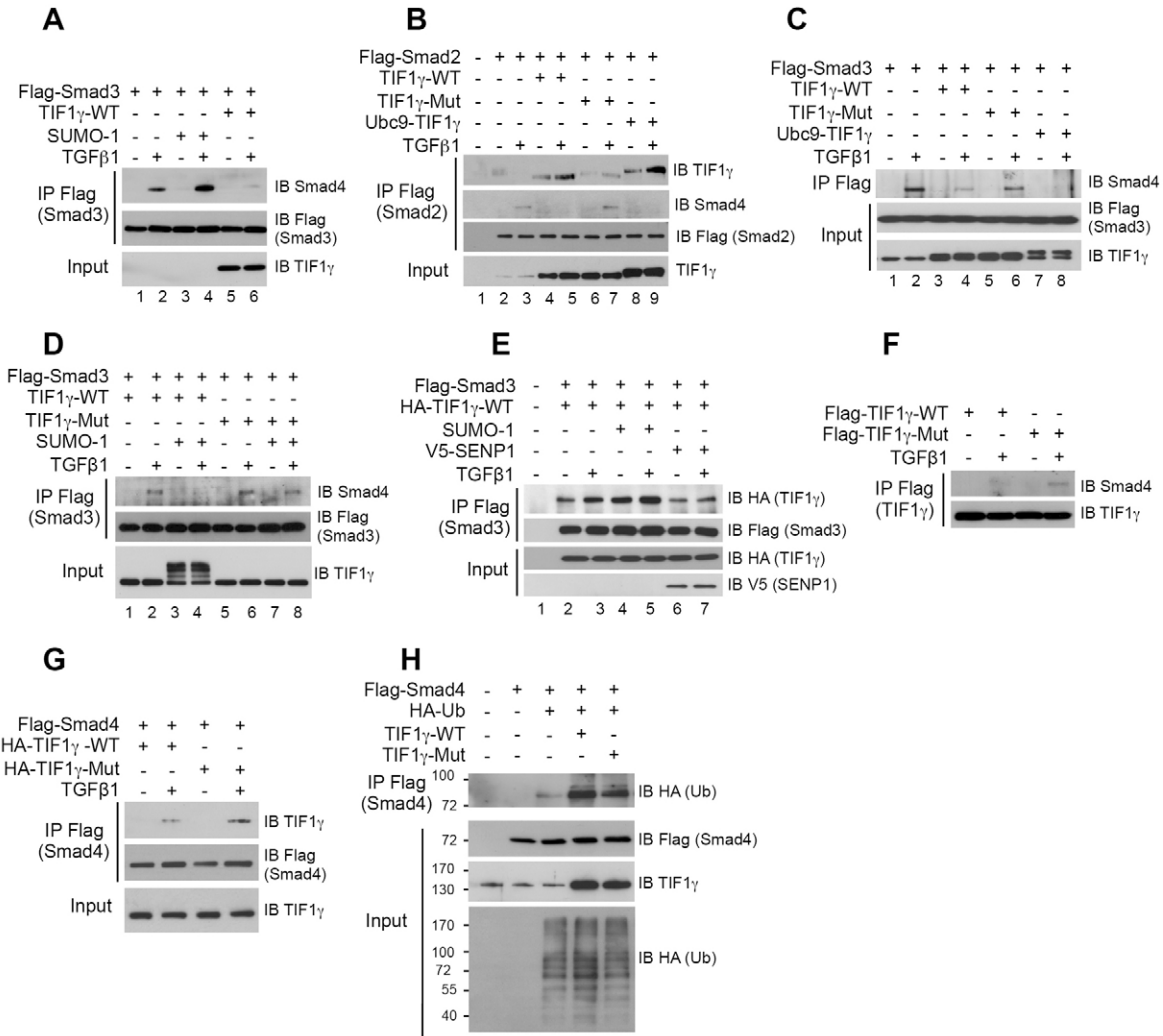 A
Flag-Smad3 + + + + + +
TIF1γ-WT - - - - + +
SUMO-1 - - + + - -
TGFβ1 - + - + - +
IP Flag
(Smad3)
IB Smad4
IB Flag
(Smad3)
Input
IB TIF1γ
1 2 3 4 5 6
B
Flag-Smad2 - + + + + + + + +
TIF1γ-WT - - - + + - - - -
TIF1γ-Mut - - - - - + + - -
Ubc9-TIF1γ - - - - - - - + +
TGFβ1 - - + - + - + - +
IP Flag
(Smad2)
IB TIF1γ
IB Smad4
IB Flag (Smad2)
Input
TIF1γ
1 2 3 4 5 6 7 8 9
C
Flag-Smad3 + + + + + + + +
TIF1γ-WT - - + + - - - -
TIF1γ-Mut - - - - + + - -
Ubc9-TIF1γ - - - - - - + +
TGFβ1 - + - + - + - +
IP Flag
IB Smad4
Input
IB Flag
(Smad3)
IB TIF1γ
1 2 3 4 5 6 7 8
D
Flag-Smad3 + + + + + + + +
TIF1γ-WT + + + + - - - -
TIF1γ-Mut - - - - + + + +
SUMO-1 - - + + - - + +
TGFβ1 - + - + - + - +
IP Flag
(Smad3)
IB Smad4
IB Flag
(Smad3)
Input
IB TIF1γ
1 2 3 4 5 6 7 8
E
Flag-Smad3 - + + + + + +
HA-TIF1γ-WT - + + + + + +
SUMO-1 - - - + + - -
V5-SENP1 - - - - - + +
TGFβ1 - - + - + - +
IP Flag
(Smad3)
IB HA (TIF1γ)
IB Flag (Smad3)
Input
IB HA (TIF1γ)
IB V5 (SENP1)
1 2 3 4 5 6 7
F
Flag-TIF1γ-WT + + - -
Flag-TIF1γ-Mut - - + +
TGFβ1 - + - +
IP Flag
(TIF1γ)
IB Smad4
IB TIF1γ
G
Flag-Smad4 + + + +
HA-TIF1γ -WT + + - -
HA-TIF1γ-Mut - - + +
TGFβ1 - + - +
IP Flag
(Smad4)
IB TIF1γ
IB Flag
(Smad4)
Input
IB TIF1γ
H
Flag-Smad4 - + + + +
HA-Ub - - + + +
TIF1γ-WT - - - + -
TIF1γ-Mut - - - - +
IP Flag
(Smad4)
100
72
IB HA (Ub)
Input
72
IB Flag (Smad4)
170
130
IB TIF1γ
170
100
72
55
40
IB HA (Ub)